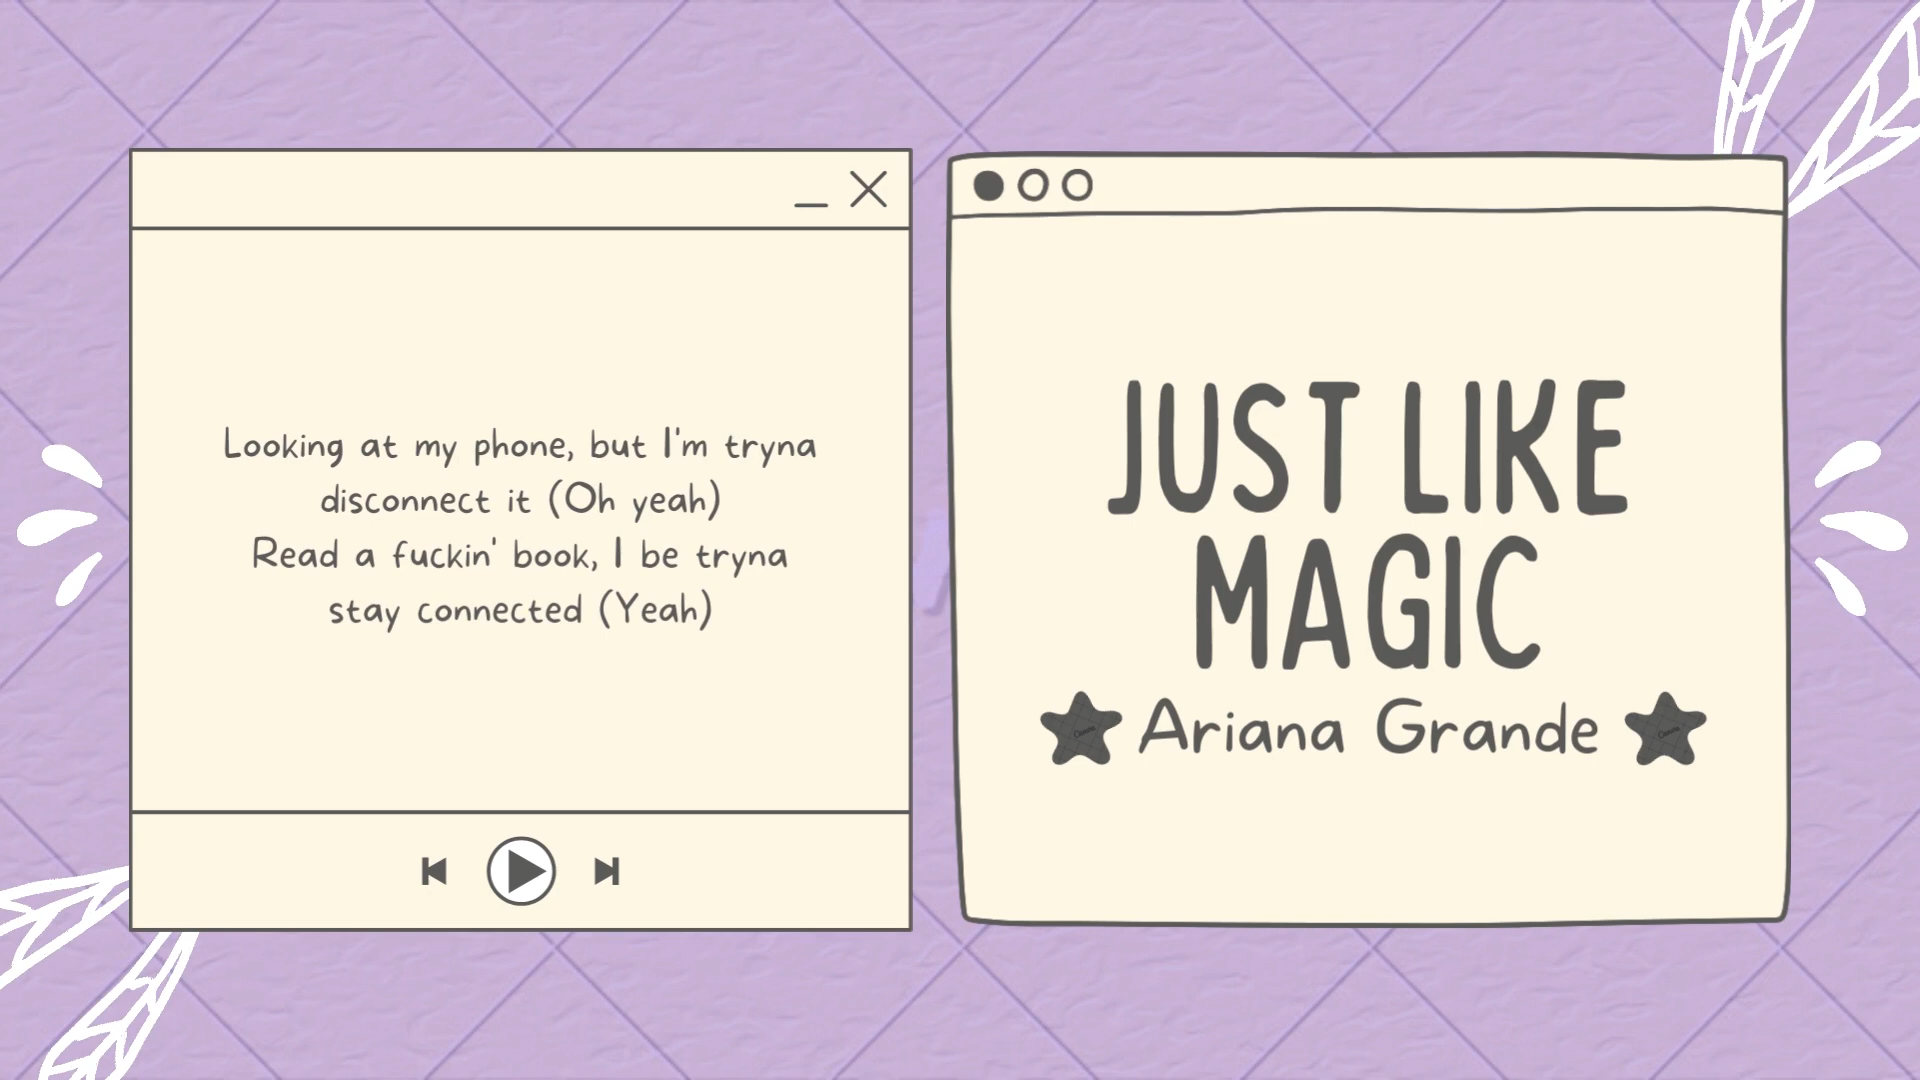 Looking at my phone, but I'm tryna
disconnect it (Oh yeah)
Read a fuckin' book, I be tryna
stay connected (Yeah)
JUST LIKE
MAGIC
Ariana Grande